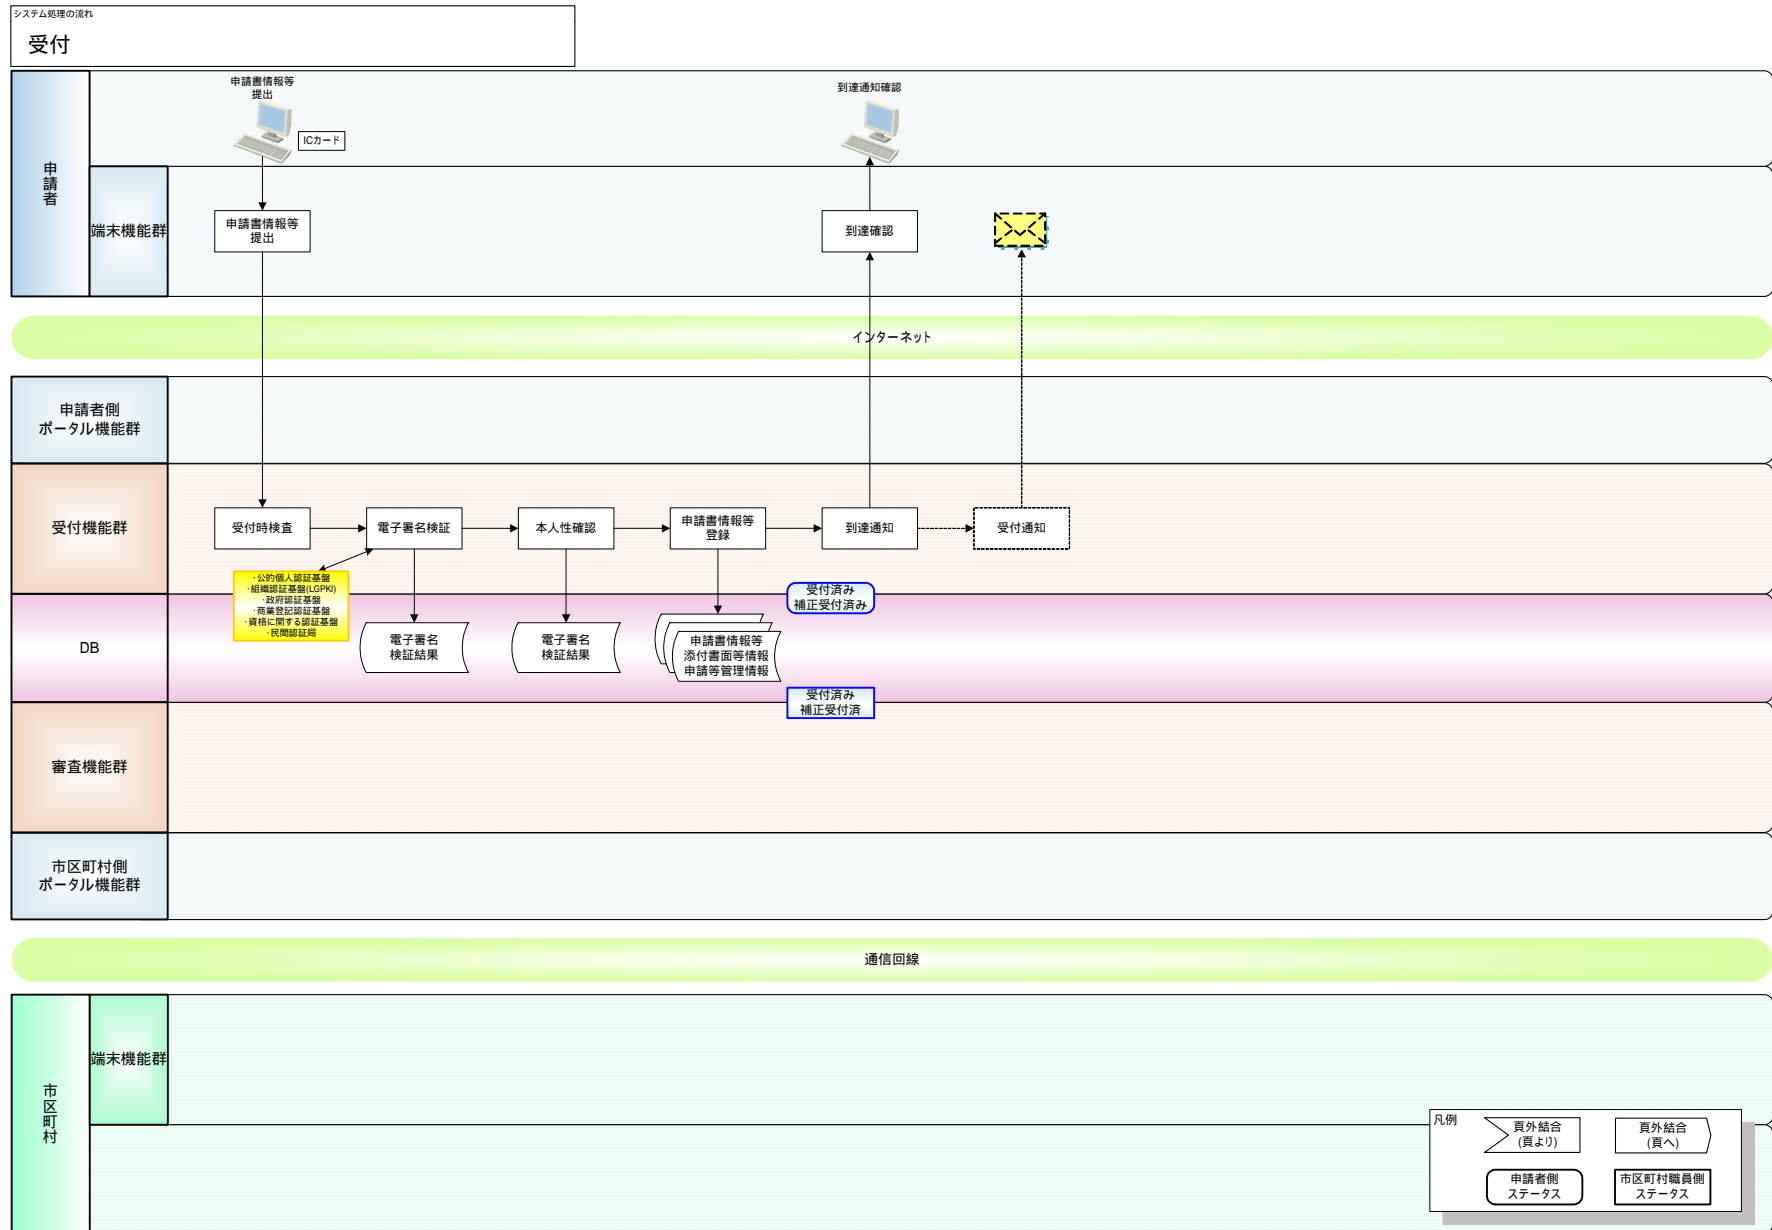 システム処理の流れ
受付
申請者
申請書情報等
提出
ICカード
到達通知確認
端末機能群
申請書情報等
提出
到達確認
インターネット
申請者側
ポータル機能群
受付機能群
受付時検査
電子署名検証
本人性確認
申請書情報等
登録
到達通知
受付通知
・公的個人認証基盤
・組織認証基盤(LGPKI)
・政府認証基盤
・商業登記認証基盤
・資格に関する認証基盤
・民間認証局
受付済み
補正受付済み
DB
電子署名
検証結果
電子署名
検証結果
申請書情報等
添付書面等情報
申請等管理情報
受付済み
補正受付済
審査機能群
市区町村側
ポータル機能群
通信回線
市区町村
端末機能群
凡例
頁外結合
(頁より)
頁外結合
(頁へ)
申請者側
ステータス
市区町村職員側
ステータス